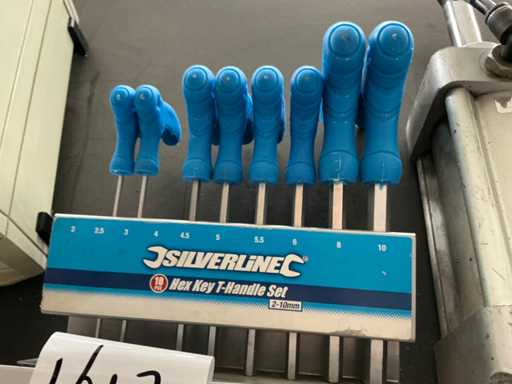 2 2.5 3 4 4.5 5 5.5 6 8 10
SILVERLINE
10 PCE Hex Key T-Handle Set
2-10mm